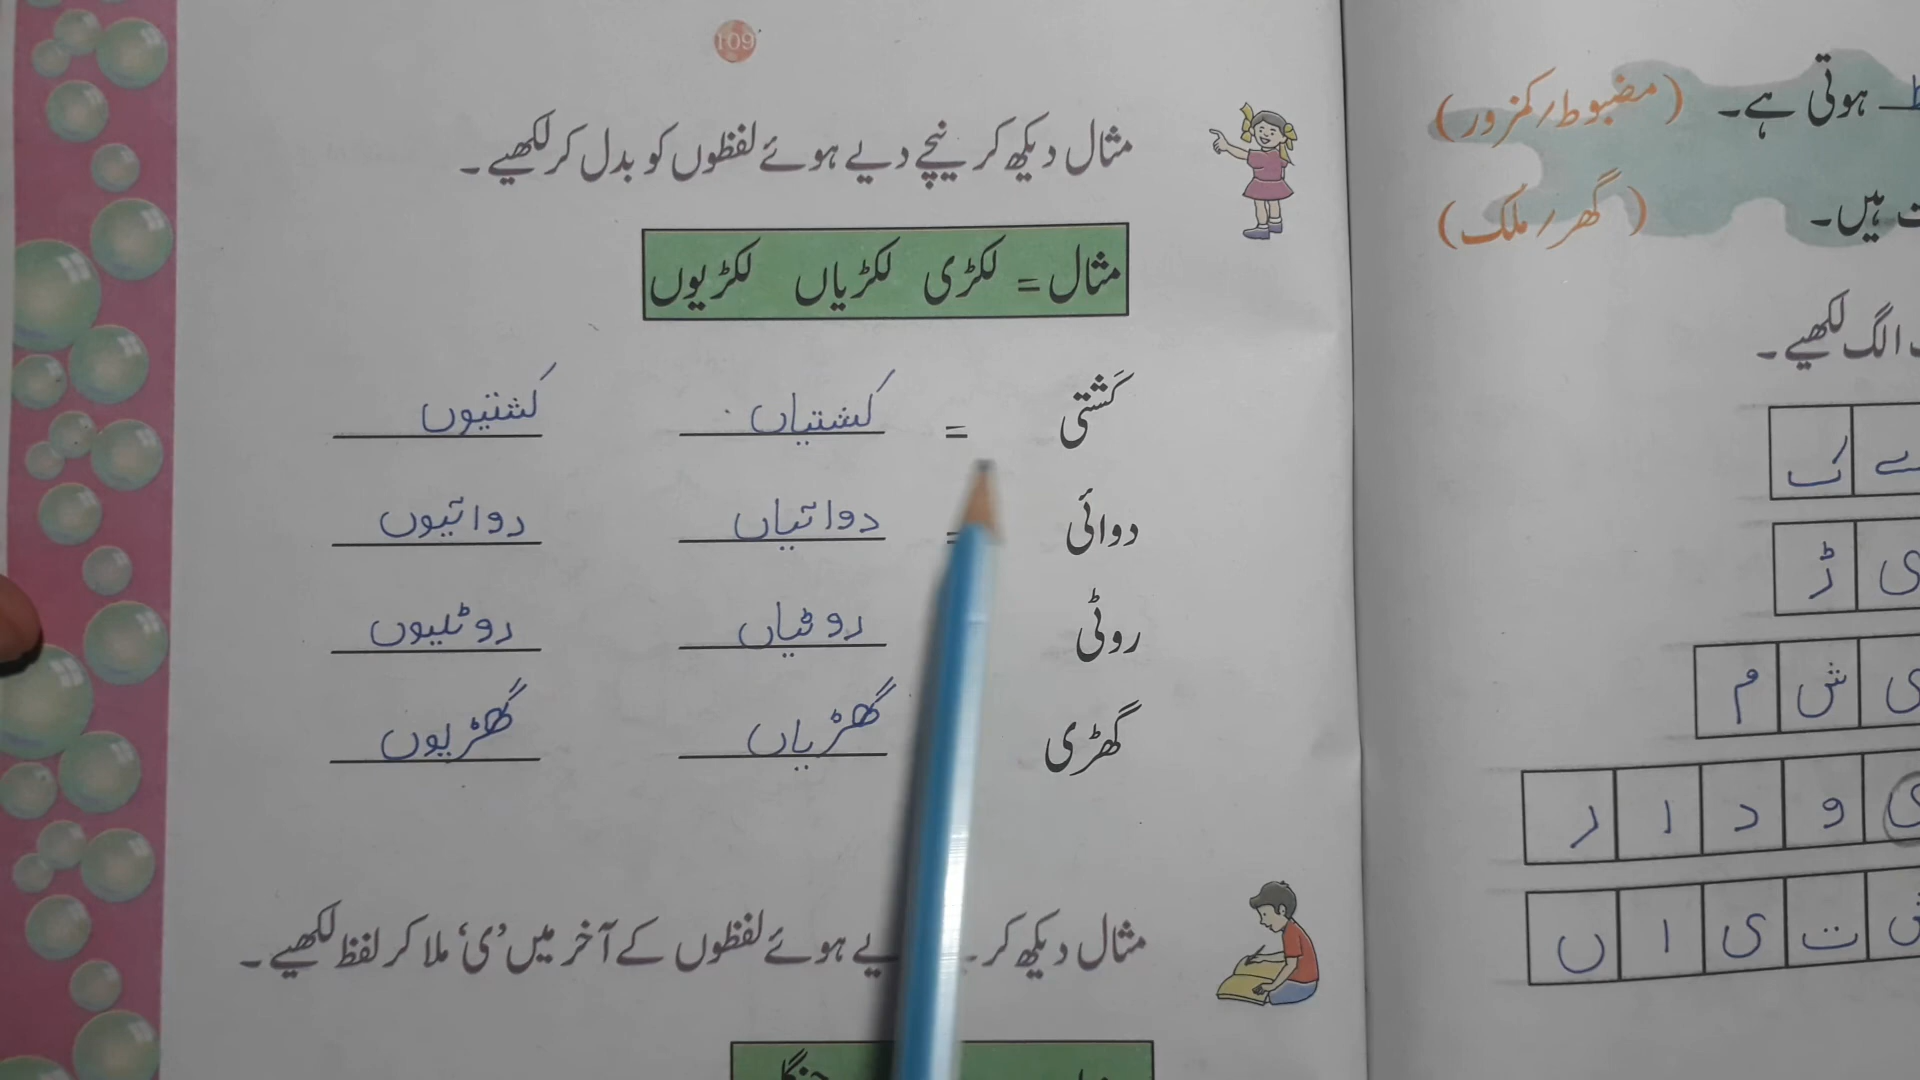 109
مثال دیکھ کر نیچے دیے ہوئے لفظوں کو بدل کر لکھیے۔
مثال = لکڑی لکڑیاں لکڑیوں
کَشتی = کشتیاں کشتیوں
دوائی = دوائیاں دوائیوں
روٹی روٹیاں روٹیوں
گھڑی گھڑیاں گھڑیوں
مثال دیکھ کر ہوئے لفظوں کے آخر میں ’ی‘ ملا کر لفظ لکھیے۔
ہوتی ہے۔ (مضبوط/کمزور)
ہیں۔ (گھر/ملک)
الگ لکھیے۔
ے ک
ی ڑ
ی ش م
ی و د ا ر
ش ت ی ا ں